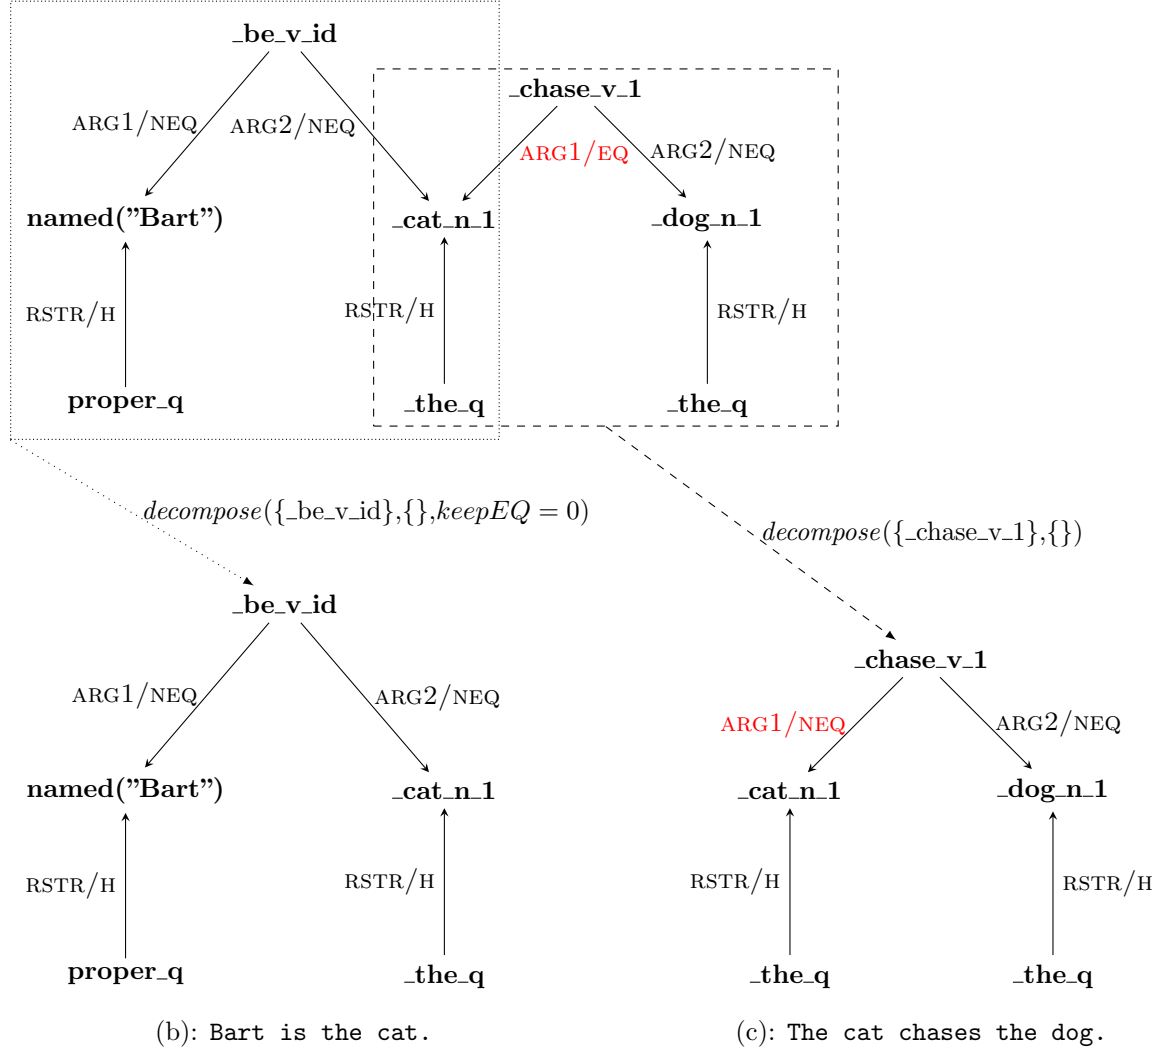 _be_v_id
_chase_v_1
ARG1/NEQ
ARG2/NEQ
ARG1/EQ
ARG2/NEQ
named(”Bart”)
_cat_n_1
_dog_n_1
RSTR/H
RSTR/H
RSTR/H
proper_q
_the_q
_the_q
decompose({_be_v_id},{},keepEQ = 0)
decompose({_chase_v_1},{})
_be_v_id
_chase_v_1
ARG1/NEQ
ARG2/NEQ
ARG1/NEQ
ARG2/NEQ
named(”Bart”)
_cat_n_1
_cat_n_1
_dog_n_1
RSTR/H
RSTR/H
RSTR/H
RSTR/H
proper_q
_the_q
_the_q
_the_q
(b): Bart is the cat.
(c): The cat chases the dog.